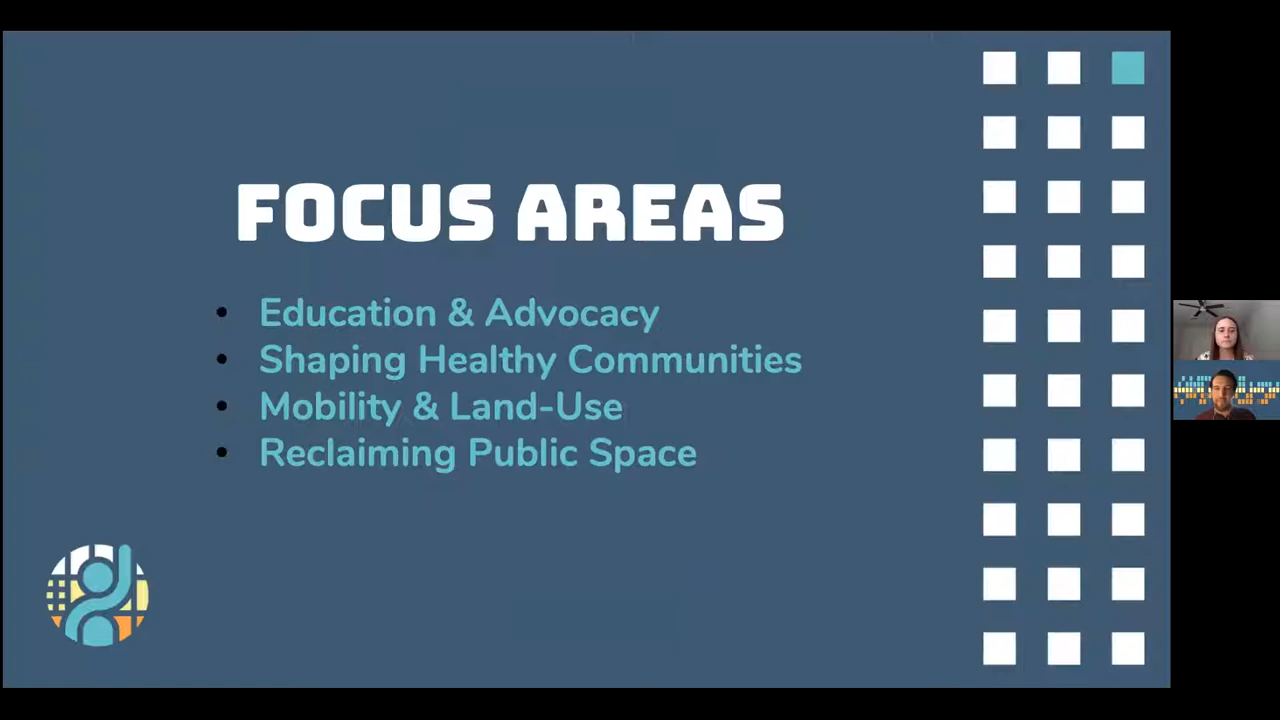 FOCUS AREAS
• Education & Advocacy
• Shaping Healthy Communities
• Mobility & Land-Use
• Reclaiming Public Space